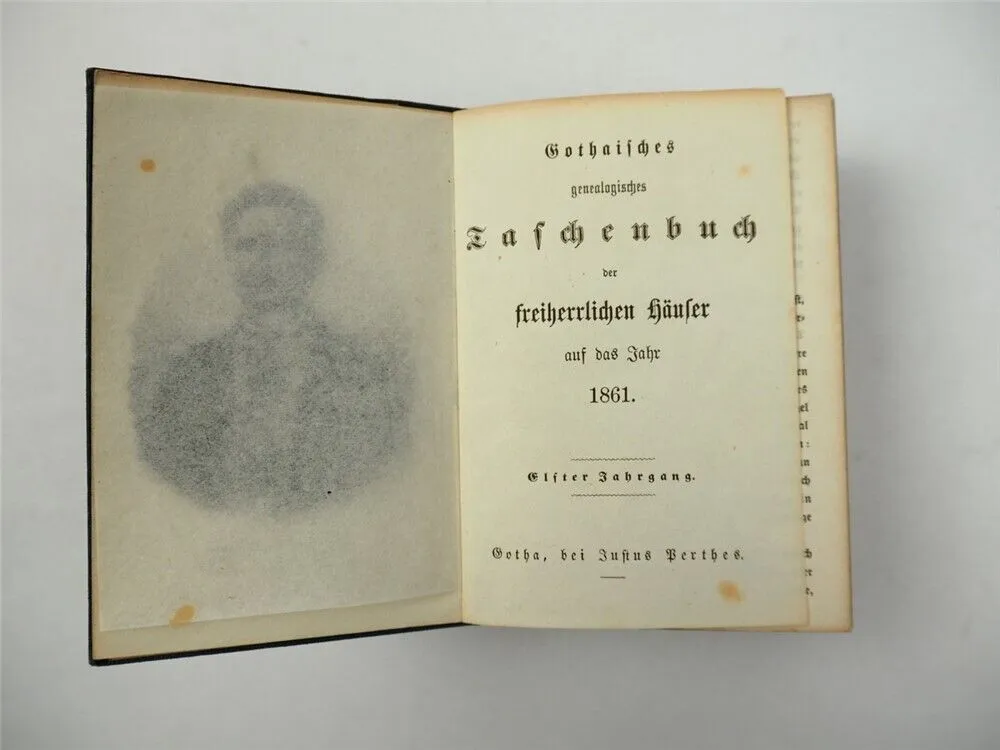 Gothaiſches
genealogiſches
Taſchenbuch
der
freiherrlichen Häuſer
auf das Jahr
1861.
Elfter Jahrgang.
Gotha, bei Juſtus Perthes.